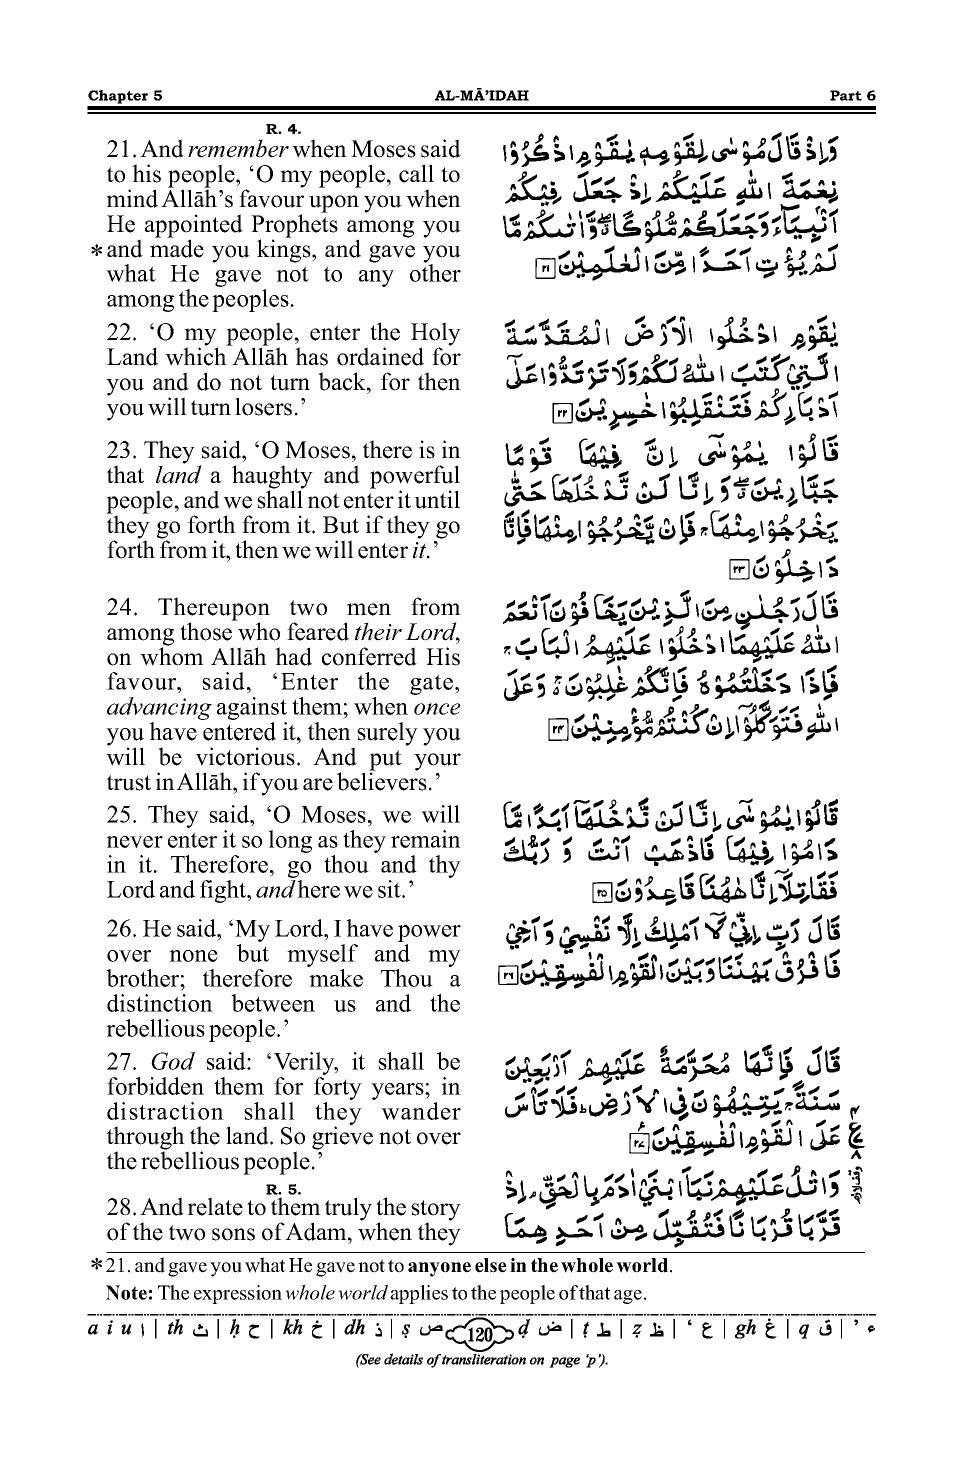 Chapter 5 AL-MĀ’IDAH Part 6
R. 4.
21. And remember when Moses said
to his people, ‘O my people, call to
mind Allāh’s favour upon you when
He appointed Prophets among you
*and made you kings, and gave you
what He gave not to any other
among the peoples.
22. ‘O my people, enter the Holy
Land which Allāh has ordained for
you and do not turn back, for then
you will turn losers.’
23. They said, ‘O Moses, there is in
that land a haughty and powerful
people, and we shall not enter it until
they go forth from it. But if they go
forth from it, then we will enter it.’
24. Thereupon two men from
among those who feared their Lord,
on whom Allāh had conferred His
favour, said, ‘Enter the gate,
advancing against them; when once
you have entered it, then surely you
will be victorious. And put your
trust in Allāh, if you are believers.’
25. They said, ‘O Moses, we will
never enter it so long as they remain
in it. Therefore, go thou and thy
Lord and fight, and here we sit.’
26. He said, ‘My Lord, I have power
over none but myself and my
brother; therefore make Thou a
distinction between us and the
rebellious people.’
27. God said: ‘Verily, it shall be
forbidden them for forty years; in
distraction shall they wander
through the land. So grieve not over
the rebellious people.’
R. 5.
28. And relate to them truly the story
of the two sons of Adam, when they
وَاِذْ قَالَ مُوْسٰى لِقَوْمِهٖ يٰقَوْمِ اذْكُرُوْا
نِعْمَةَ اللّٰهِ عَلَيْكُمْ اِذْ جَعَلَ فِيْكُمْ
اَنْۢبِيَآءَ وَجَعَلَكُمْ مُّلُوْكًا ۖۗ وَّاٰتٰىكُمْ مَّا
لَمْ يُؤْتِ اَحَدًا مِّنَ الْعٰلَمِيْنَ ۲۱
يٰقَوْمِ ادْخُلُوا الْاَرْضَ الْمُقَدَّسَةَ
الَّتِيْ كَتَبَ اللّٰهُ لَكُمْ وَلَا تَرْتَدُّوْا عَلٰٓى
اَدْبَارِكُمْ فَتَنْقَلِبُوْا خٰسِرِيْنَ ۲۲
قَالُوْا يٰمُوْسٰٓى اِنَّ فِيْهَا قَوْمًا
جَبَّارِيْنَ ۖۗ وَاِنَّا لَنْ نَّدْخُلَهَا حَتّٰى
يَخْرُجُوْا مِنْهَا ۚ فَاِنْ يَّخْرُجُوْا مِنْهَا فَاِنَّا
دَاخِلُوْنَ ۲۳
قَالَ رَجُلٰنِ مِنَ الَّذِيْنَ يَخَافُوْنَ اَنْعَمَ
اللّٰهُ عَلَيْهِمَا ادْخُلُوْا عَلَيْهِمُ الْبَابَ ۚ
فَاِذَا دَخَلْتُمُوْهُ فَاِنَّكُمْ غٰلِبُوْنَ ۚ وَعَلَى
اللّٰهِ فَتَوَكَّلُوْٓا اِنْ كُنْتُمْ مُّؤْمِنِيْنَ ۲۴
قَالُوْا يٰمُوْسٰٓى اِنَّا لَنْ نَّدْخُلَهَآ اَبَدًا مَّا
دَامُوْا فِيْهَا فَاذْهَبْ اَنْتَ وَ رَبُّكَ
فَقَاتِلَآ اِنَّا هٰهُنَا قَاعِدُوْنَ ۲۵
قَالَ رَبِّ اِنِّيْ لَآ اَمْلِكُ اِلَّا نَفْسِيْ وَ اَخِيْ
فَافْرُقْ بَيْنَنَا وَبَيْنَ الْقَوْمِ الْفٰسِقِيْنَ ۲۶
قَالَ فَاِنَّهَا مُحَرَّمَةٌ عَلَيْهِمْ اَرْبَعِيْنَ
سَنَةً ۚ يَتِيْهُوْنَ فِى الْاَرْضِ ؕ فَلَا تَأْسَ
عَلَى الْقَوْمِ الْفٰسِقِيْنَ ۲۷
وَاتْلُ عَلَيْهِمْ نَبَاَ ابْنَيْ اٰدَمَ بِالْحَقِّ ۘ اِذْ
قَرَّبَا قُرْبَانًا فَتُقُبِّلَ مِنْ اَحَدِهِمَا
*21. and gave you what He gave not to anyone else in the whole world.
Note: The expression whole world applies to the people of that age.
a i u ا | th ث | ḥ ح | kh خ | dh ذ | ṣ ص 120 ḍ ض | ṭ ط | ẓ ظ | ‘ ع | gh غ | q ق | ’ ء
(See details of transliteration on page ‘p’).